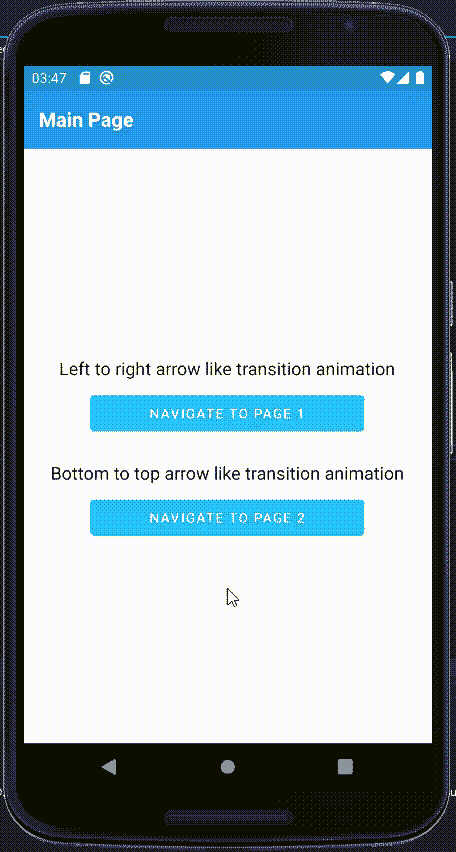 03:47
Main Page
Left to right arrow like transition animation
NAVIGATE TO PAGE 1
Bottom to top arrow like transition animation
NAVIGATE TO PAGE 2